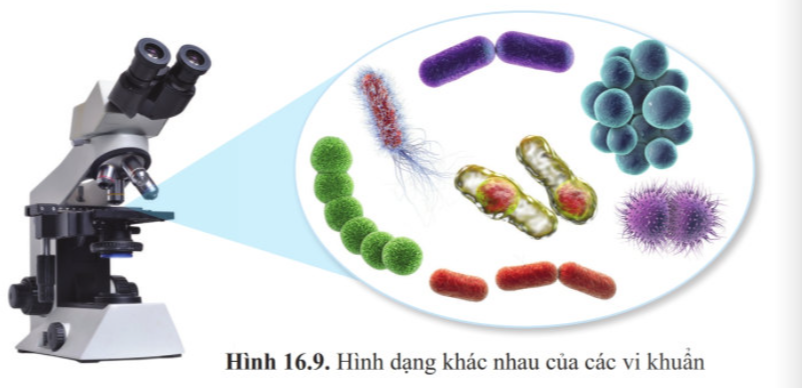 Hình 16.9. Hình dạng khác nhau của các vi khuẩn